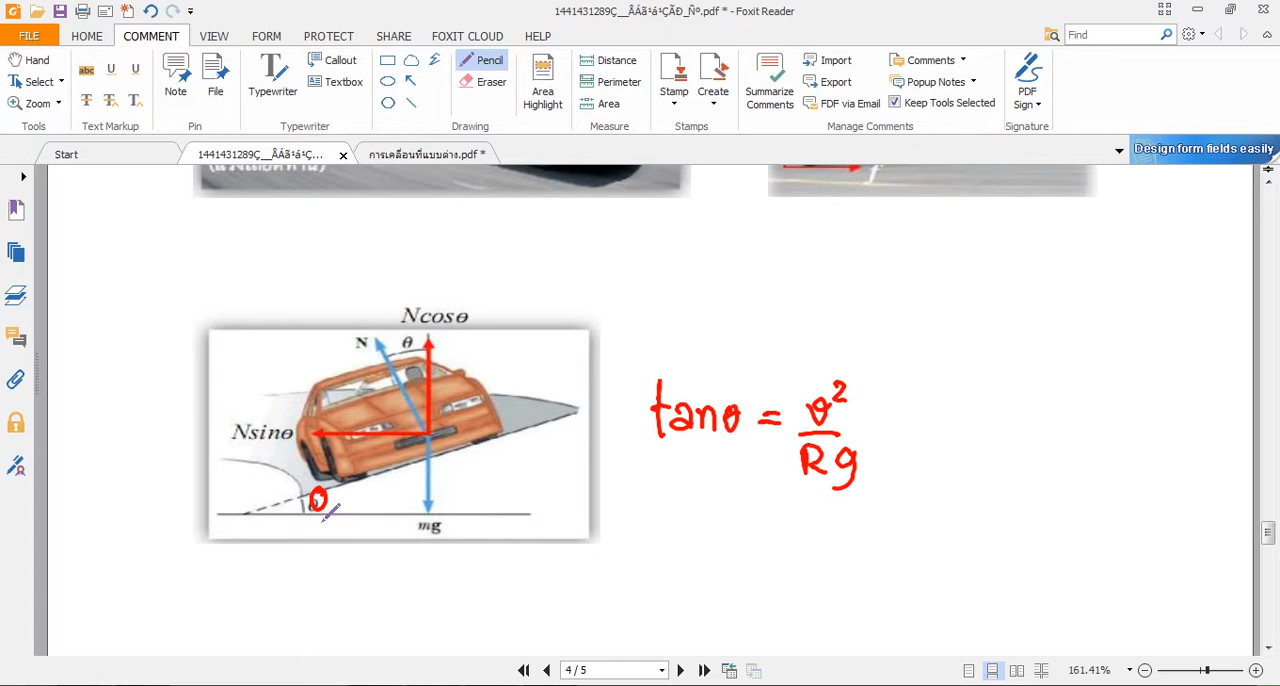 1441431289Ç__ÂÁã¹á¹ÇÃÐ_Ñº.pdf * - Foxit Reader
FILE HOME COMMENT VIEW FORM PROTECT SHARE FOXIT CLOUD HELP Find
Hand
Select
Zoom
Tools
abc U U
T T T
Text Markup
Note File
Pin
Typewriter
Callout
Textbox
Typewriter
Pencil
Eraser
Drawing
Area Highlight
Distance
Perimeter
Area
Measure
Stamp Create
Stamps
Summarize Comments
Import
Export
FDF via Email
Comments
Popup Notes
Keep Tools Selected
Manage Comments
PDF Sign
Signature
Start
1441431289Ç__ÂÁã¹á¹ÇÃÐ_Ñ...
การเคลื่อนที่แบบต่าง.pdf *
Design form fields easily
f
Ncosθ
N θ
Nsinθ
θ
mg
tanθ = v²/Rg
4 / 5
161.41%